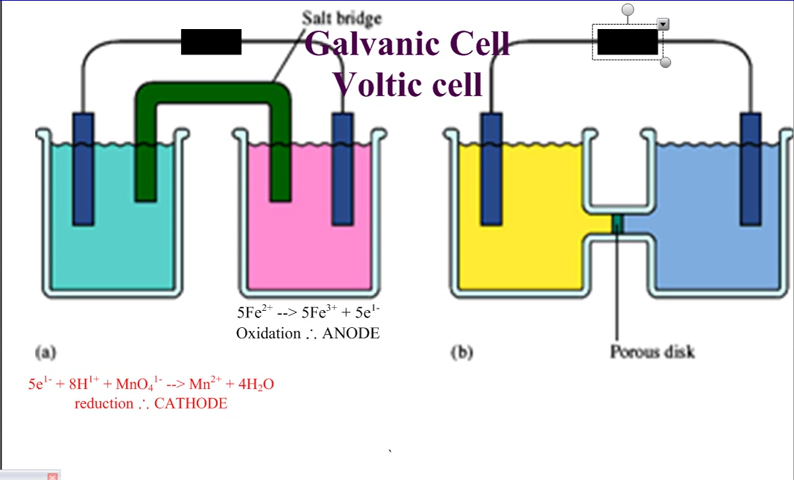 Salt bridge
Galvanic Cell
Voltic cell
5Fe²⁺ --> 5Fe³⁺ + 5e¹⁻
Oxidation ∴ ANODE
(a)
(b)
Porous disk
5e¹⁻ + 8H¹⁺ + MnO₄¹⁻ --> Mn²⁺ + 4H₂O
reduction ∴ CATHODE